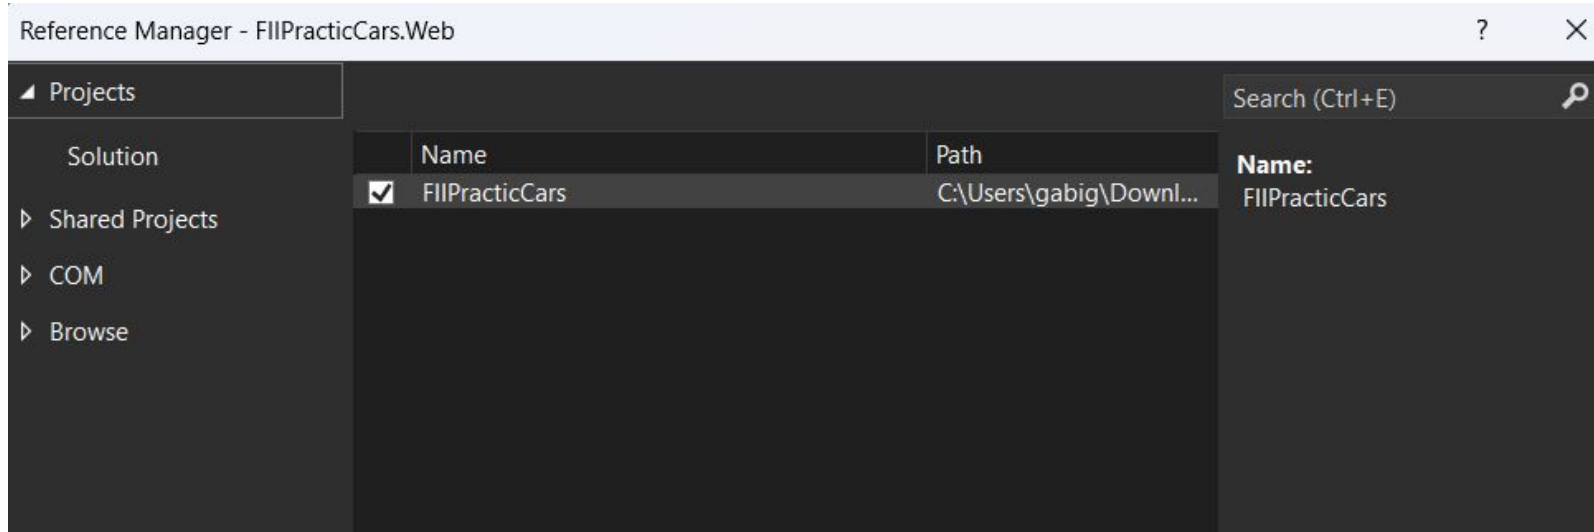 Reference Manager - FIIPracticCars.Web
?
Projects
Solution
Shared Projects
COM
Browse
Name Path
FIIPracticCars C:\Users\gabig\Downl...
Search (Ctrl+E)
Name:
FIIPracticCars